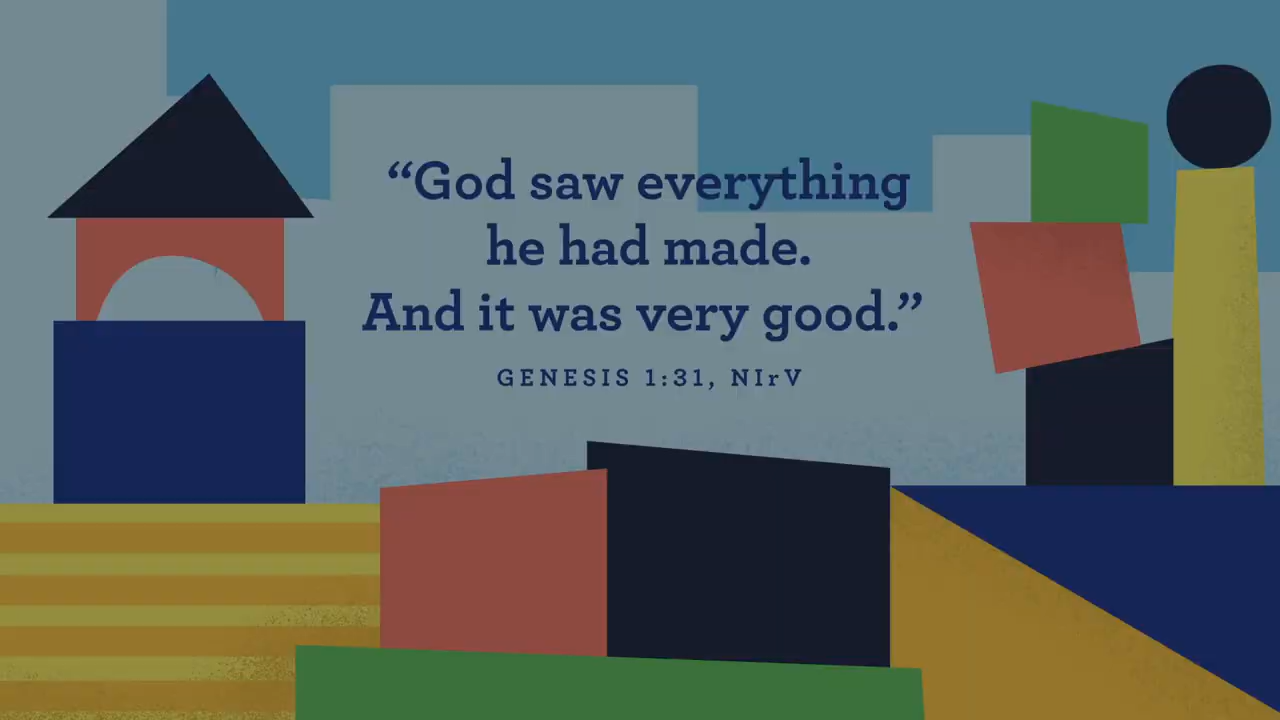 “God saw everything
he had made.
And it was very good.”
GENESIS 1:31, NIrV